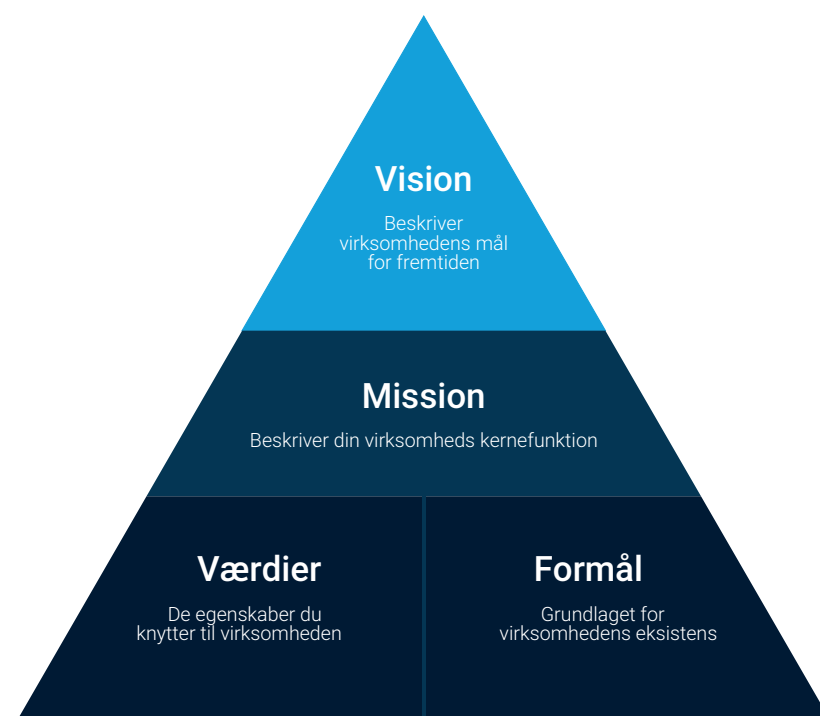 Vision
Beskriver
virksomhedens mål
for fremtiden
Mission
Beskriver din virksomheds kernefunktion
Værdier
De egenskaber du
knytter til virksomheden
Formål
Grundlaget for
virksomhedens eksistens